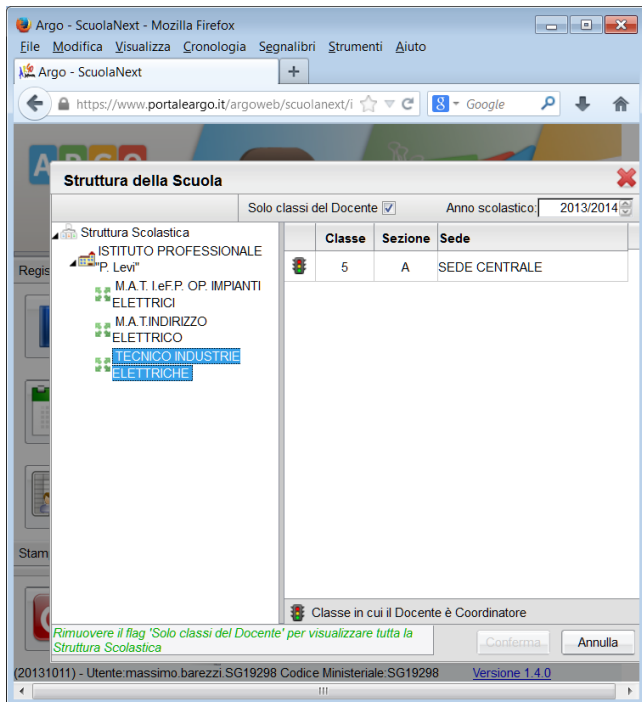 Argo - ScuolaNext - Mozilla Firefox
File Modifica Visualizza Cronologia Segnalibri Strumenti Aiuto
Argo - ScuolaNext
https://www.portaleargo.it/argoweb/scuolanext/i
Google
Struttura della Scuola
Solo classi del Docente
Anno scolastico: 2013/2014
Struttura Scolastica
ISTITUTO PROFESSIONALE
"P. Levi"
M.A.T. I.eF.P. OP. IMPIANTI
ELETTRICI
M.A.T.INDIRIZZO
ELETTRICO
TECNICO INDUSTRIE
ELETTRICHE
Classe Sezione Sede
5 A SEDE CENTRALE
Regis
Stam
Classe in cui il Docente è Coordinatore
Rimuovere il flag 'Solo classi del Docente' per visualizzare tutta la
Struttura Scolastica
Conferma
Annulla
(20131011) - Utente:massimo.barezzi.SG19298 Codice Ministeriale:SG19298 Versione 1.4.0